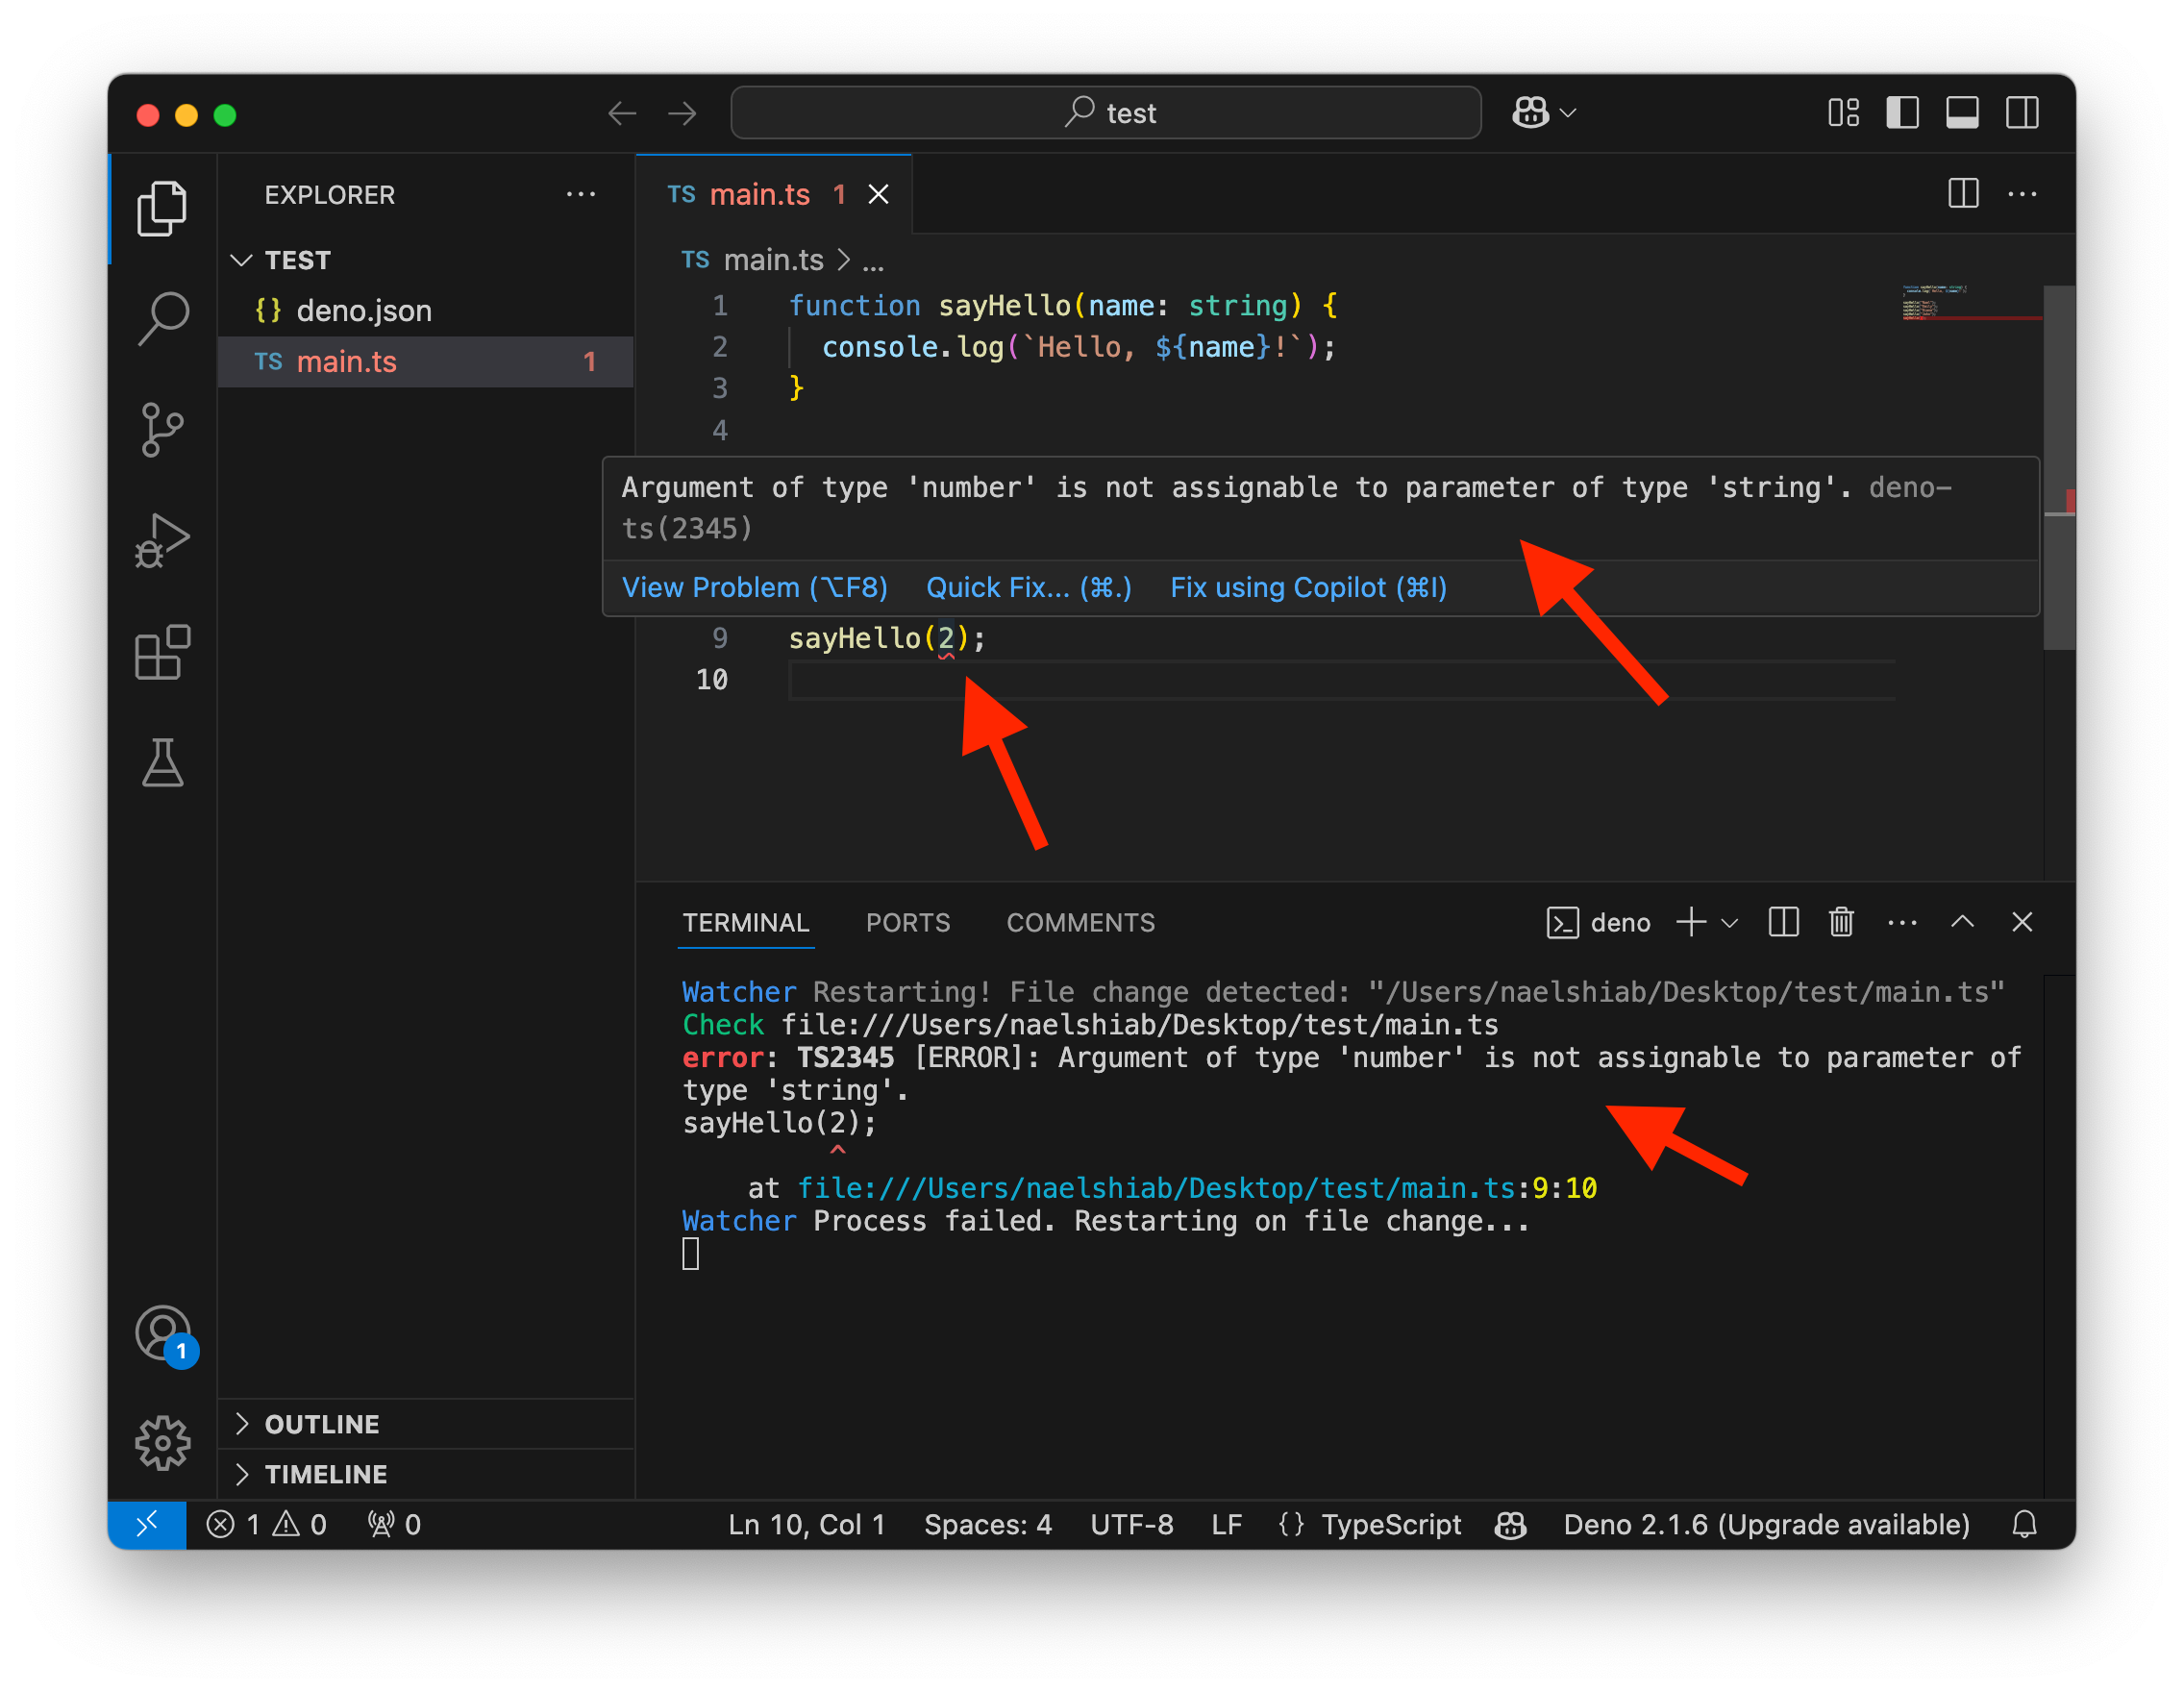 test
EXPLORER
TEST
{} deno.json
TS main.ts 1
TS main.ts 1
TS main.ts > ...
1 function sayHello(name: string) {
2 console.log(`Hello, ${name}!`);
3 }
4
Argument of type 'number' is not assignable to parameter of type 'string'. deno-
ts(2345)
View Problem (⌥F8) Quick Fix... (⌘.) Fix using Copilot (⌘I)
9 sayHello(2);
10
TERMINAL PORTS COMMENTS deno
Watcher Restarting! File change detected: "/Users/naelshiab/Desktop/test/main.ts"
Check file:///Users/naelshiab/Desktop/test/main.ts
error: TS2345 [ERROR]: Argument of type 'number' is not assignable to parameter of
type 'string'.
sayHello(2);
^
at file:///Users/naelshiab/Desktop/test/main.ts:9:10
Watcher Process failed. Restarting on file change...
1
OUTLINE
TIMELINE
1 0 0 Ln 10, Col 1 Spaces: 4 UTF-8 LF {} TypeScript Deno 2.1.6 (Upgrade available)